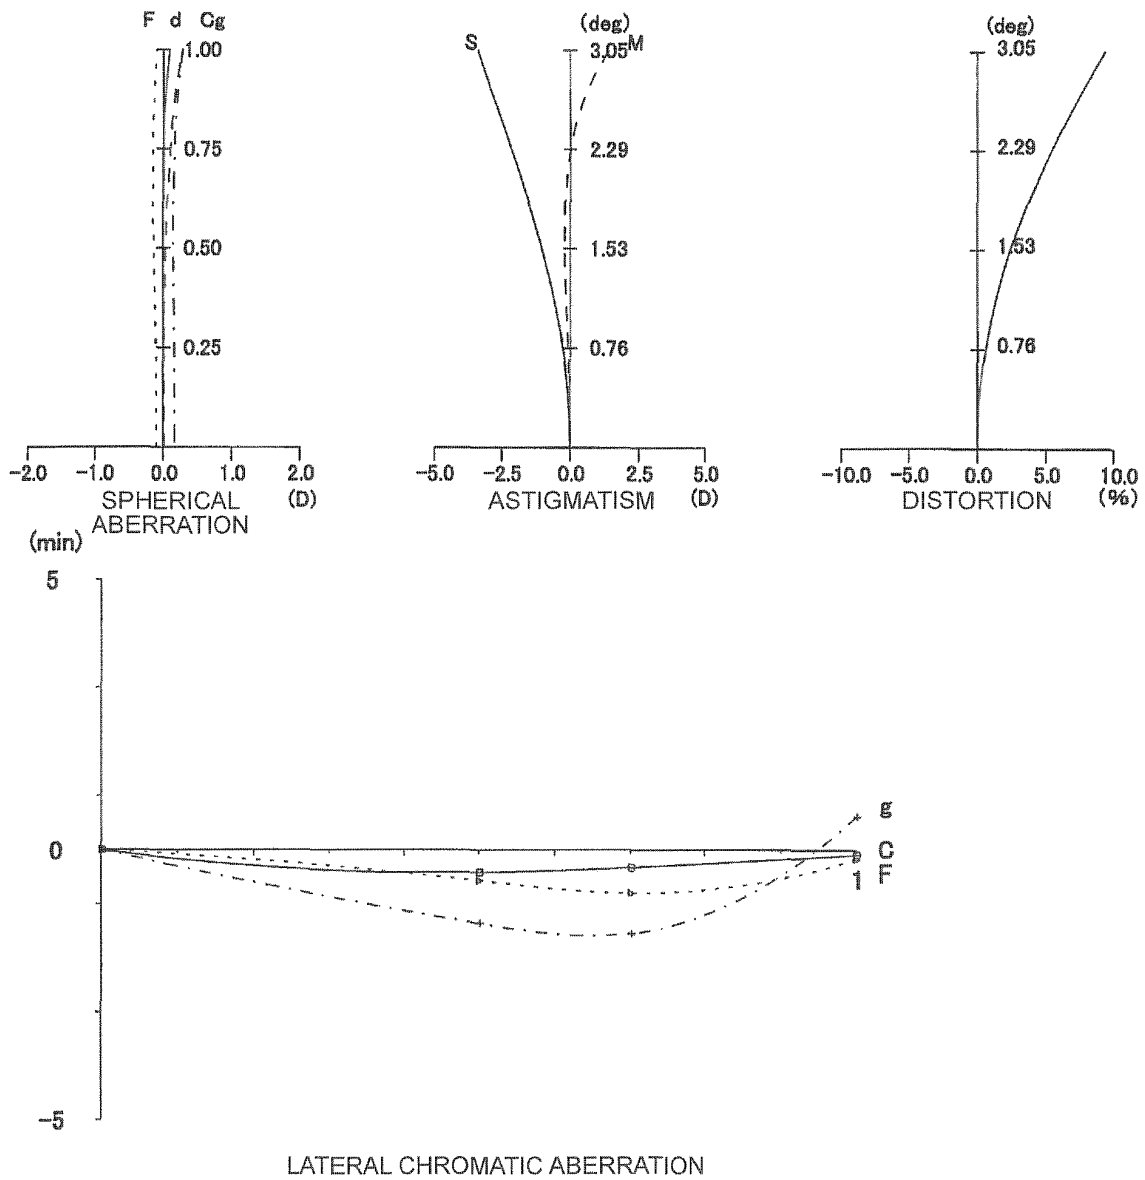 F d Cg
1.00
0.75
0.50
0.25
-2.0 -1.0 0.0 1.0 2.0
SPHERICAL (D)
ABERRATION
(deg)
S 3.05 M
2.29
1.53
0.76
-5.0 -2.5 0.0 2.5 5.0
ASTIGMATISM (D)
(deg)
3.05
2.29
1.53
0.76
-10.0 -5.0 0.0 5.0 10.0
DISTORTION (%)
(min)
5
0
-5
g
C
1 F
LATERAL CHROMATIC ABERRATION